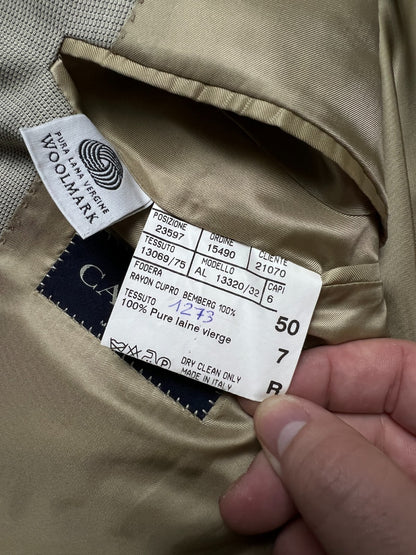 PURA LANA VERGINE
WOOLMARK
CA
POSIZIONE ORDINE CLIENTE
23597 15490 21070
TESSUTO MODELLO CAPI
13069/75 AL 13320/32 6
FODERA
RAYON CUPRO BEMBERG 100%
TESSUTO 1273
100% Pure laine vierge
50
7
R
DRY CLEAN ONLY
MADE IN ITALY